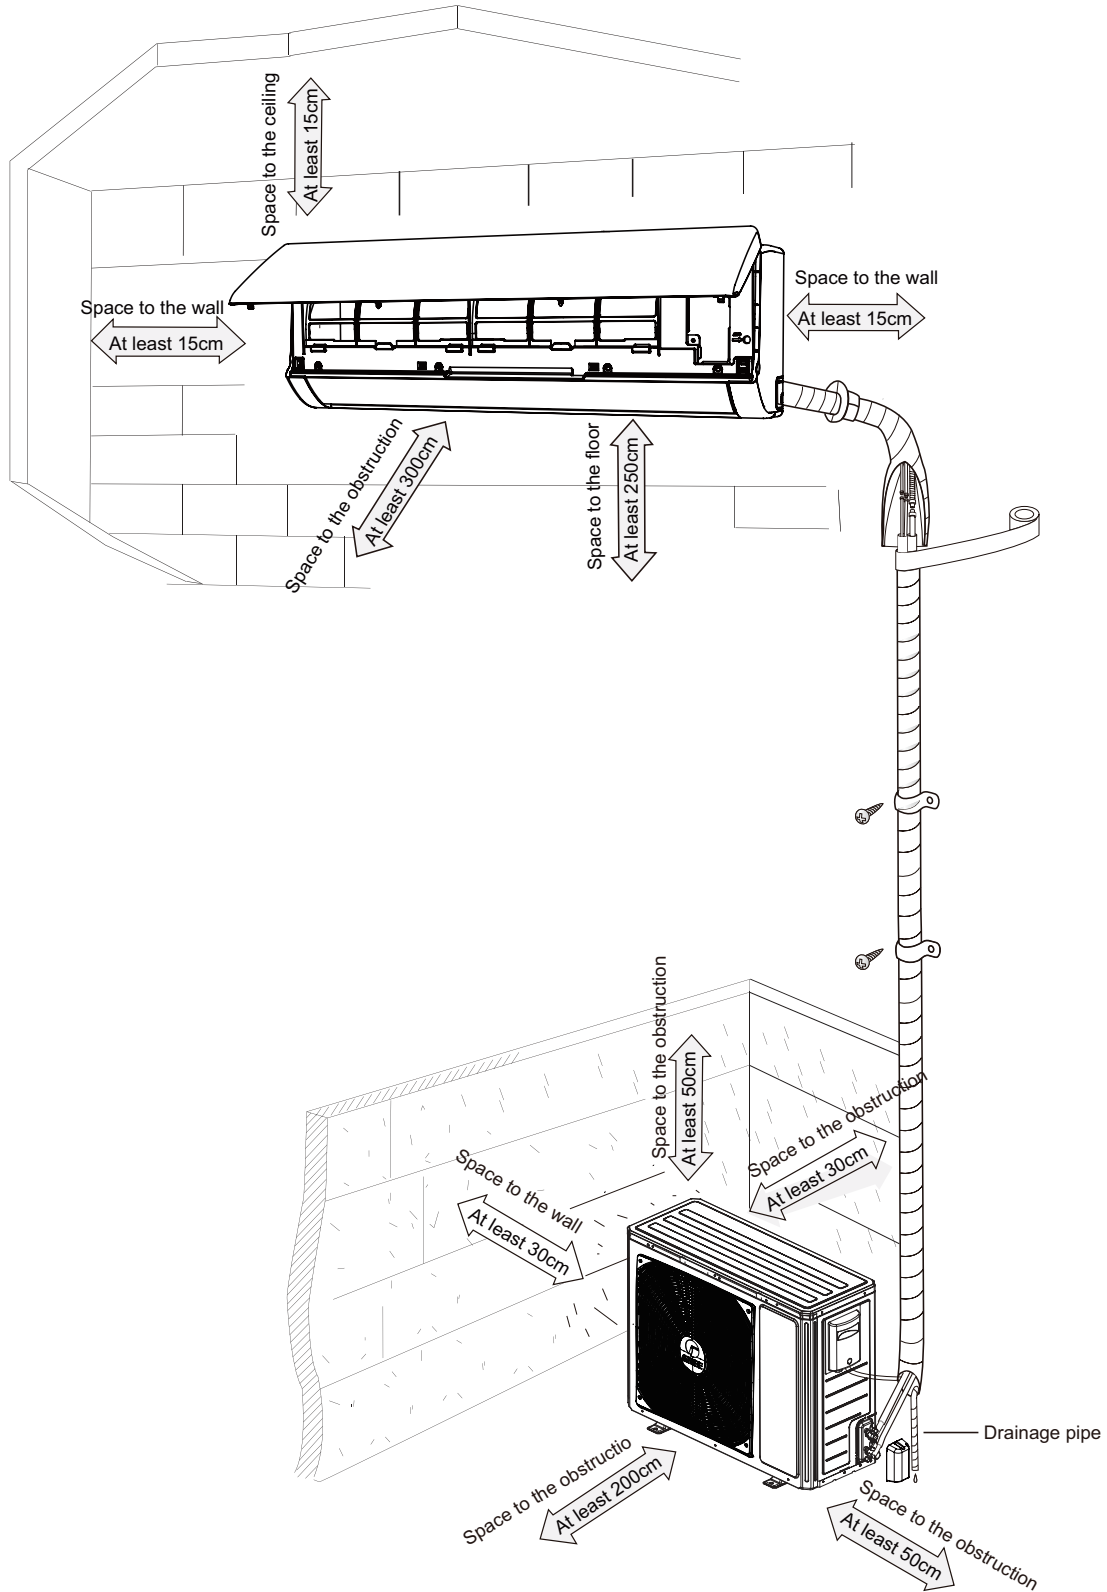 Space to the ceiling
At least 15cm
Space to the wall
At least 15cm
Space to the wall
At least 15cm
Space to the obstruction
At least 300cm
Space to the floor
At least 250cm
Space to the obstruction
At least 50cm
Space to the obstruction
At least 30cm
Space to the wall
At least 30cm
Drainage pipe
Space to the obstructio
At least 200cm
Space to the obstruction
At least 50cm